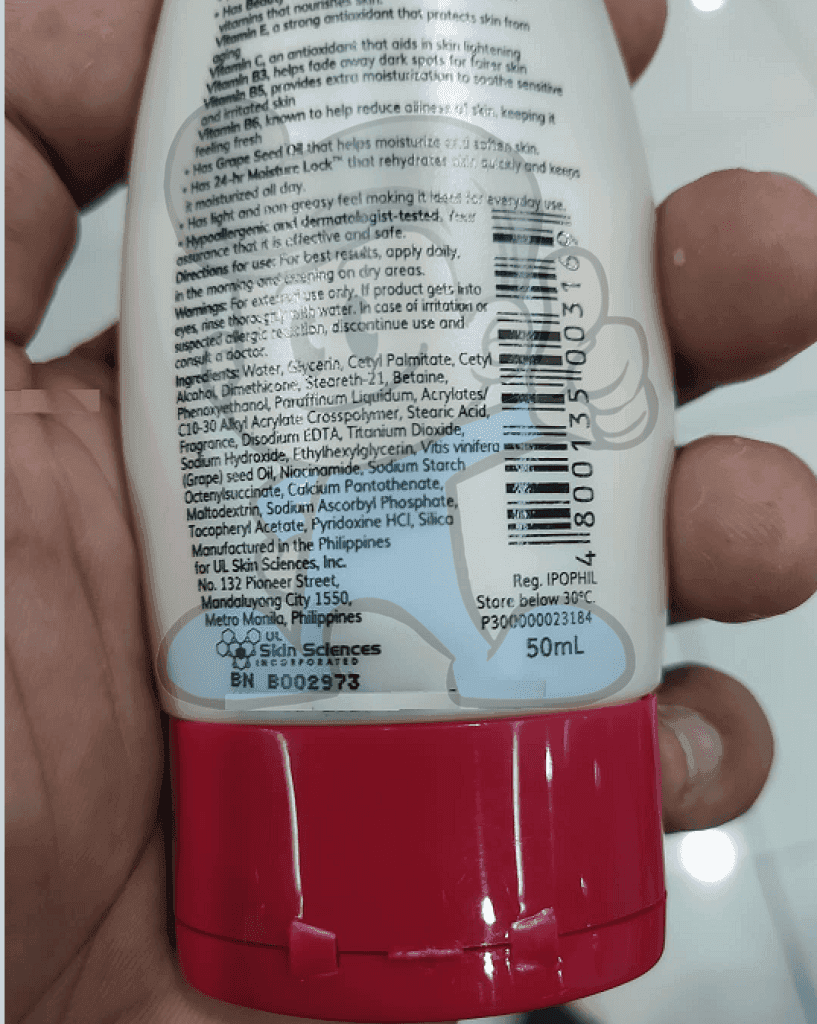 • Has Beauty
vitamins that nourishes skin.
Vitamin E, a strong antioxidant that protects skin from
aging
Vitamin C, an antioxidant that aids in skin lightening
Vitamin B3, helps fade away dark spots for fairer skin
Vitamin B5, provides extra moisturization to soothe sensitive
and irritated skin
Vitamin B6, known to help reduce oiliness of skin, keeping it
feeling fresh
• Has Grape Seed Oil that helps moisturize and soften skin.
• Has 24-hr Moisture Lock™ that rehydrates skin quickly and keeps
it moisturized all day.
• Has light and non-greasy feel making it ideal for everyday use.
• Hypoallergenic and dermatologist-tested. Your
assurance that it is effective and safe.
Directions for use: For best results, apply daily,
in the morning and evening on dry areas.
Warnings: For external use only. If product gets into
eyes, rinse thoroughly with water. In case of irritation or
suspected allergic reaction, discontinue use and
consult a doctor.
Ingredients: Water, Glycerin, Cetyl Palmitate, Cetyl
Alcohol, Dimethicone, Steareth-21, Betaine,
Phenoxyethanol, Paraffinum Liquidum, Acrylates/
C10-30 Alkyl Acrylate Crosspolymer, Stearic Acid,
Fragrance, Disodium EDTA, Titanium Dioxide,
Sodium Hydroxide, Ethylhexylglycerin, Vitis vinifera
(Grape) seed Oil, Niacinamide, Sodium Starch
Octenylsuccinate, Calcium Pantothenate,
Maltodextrin, Sodium Ascorbyl Phosphate,
Tocopheryl Acetate, Pyridoxine HCl, Silica
Manufactured in the Philippines
for UL Skin Sciences, Inc.
No. 132 Pioneer Street,
Mandaluyong City 1550,
Metro Manila, Philippines
UL
Skin Sciences
INCORPORATED
BN B002973
4 800135 003169
Reg. IPOPHIL
Store below 30°C.
P300000023184
50mL